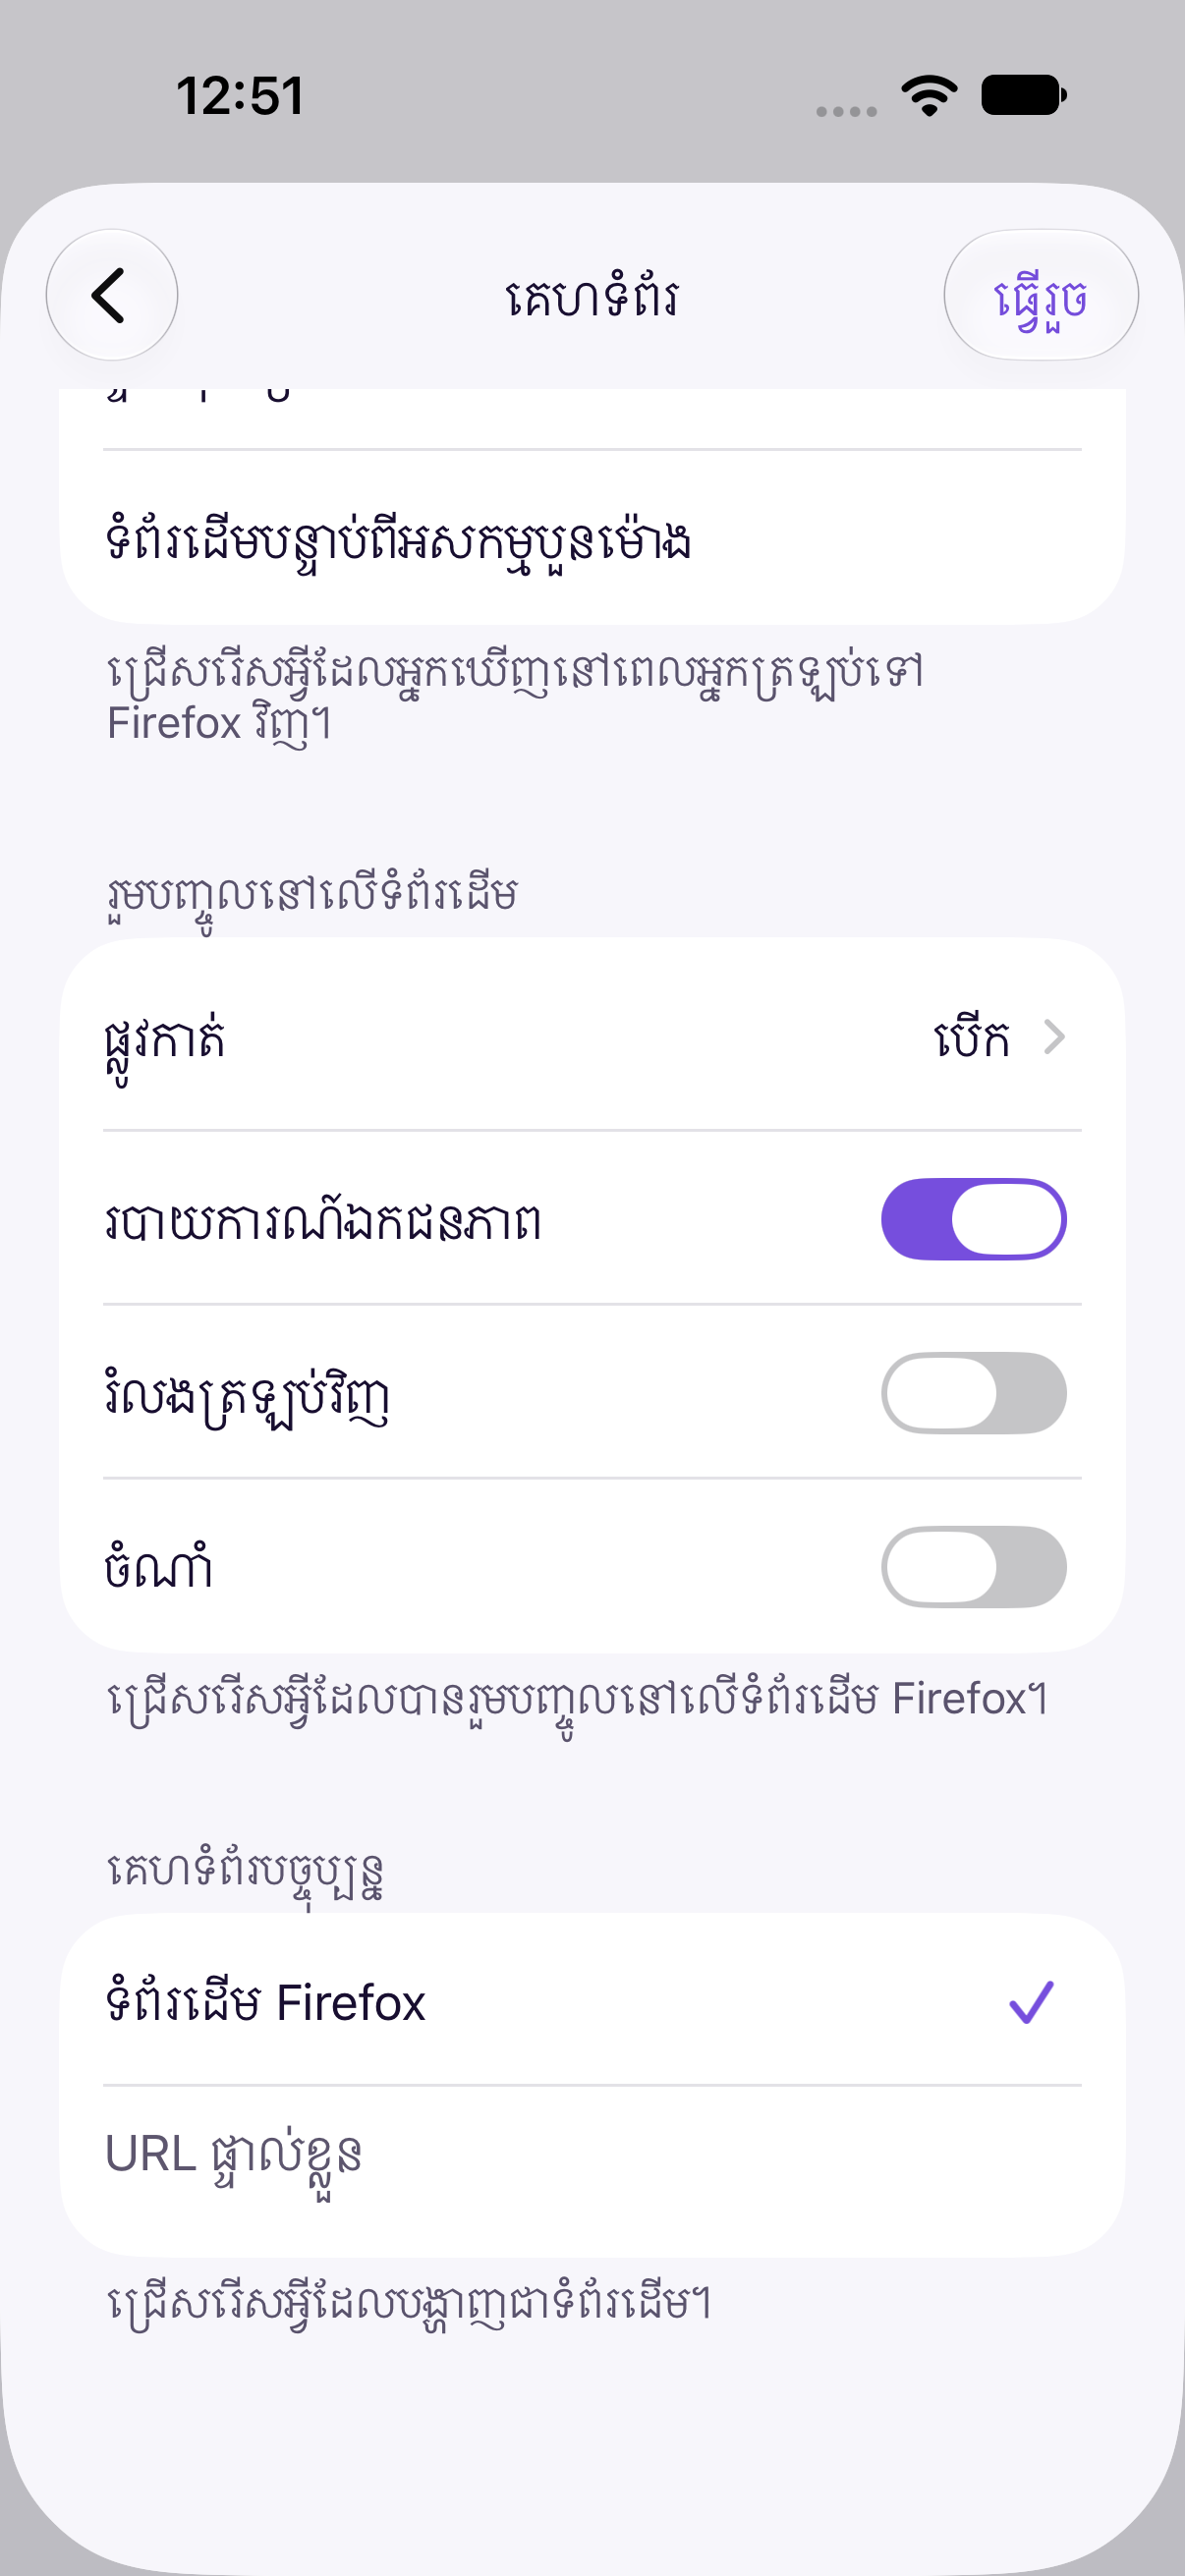 12:51
គេហទំព័រ
ធ្វើរួច
ទំព័រដើមបន្ទាប់ពីអសកម្មបួនម៉ោង
ជ្រើសរើសអ្វីដែលអ្នកឃើញនៅពេលអ្នកត្រឡប់ទៅ
Firefox វិញ។
រួមបញ្ចូលនៅលើទំព័រដើម
ផ្លូវកាត់
បើក
របាយការណ៍ឯកជនភាព
រំលងត្រឡប់វិញ
ចំណាំ
ជ្រើសរើសអ្វីដែលបានរួមបញ្ចូលនៅលើទំព័រដើម Firefox។
គេហទំព័របច្ចុប្បន្ន
ទំព័រដើម Firefox
URL ផ្ទាល់ខ្លួន
ជ្រើសរើសអ្វីដែលបង្ហាញជាទំព័រដើម។